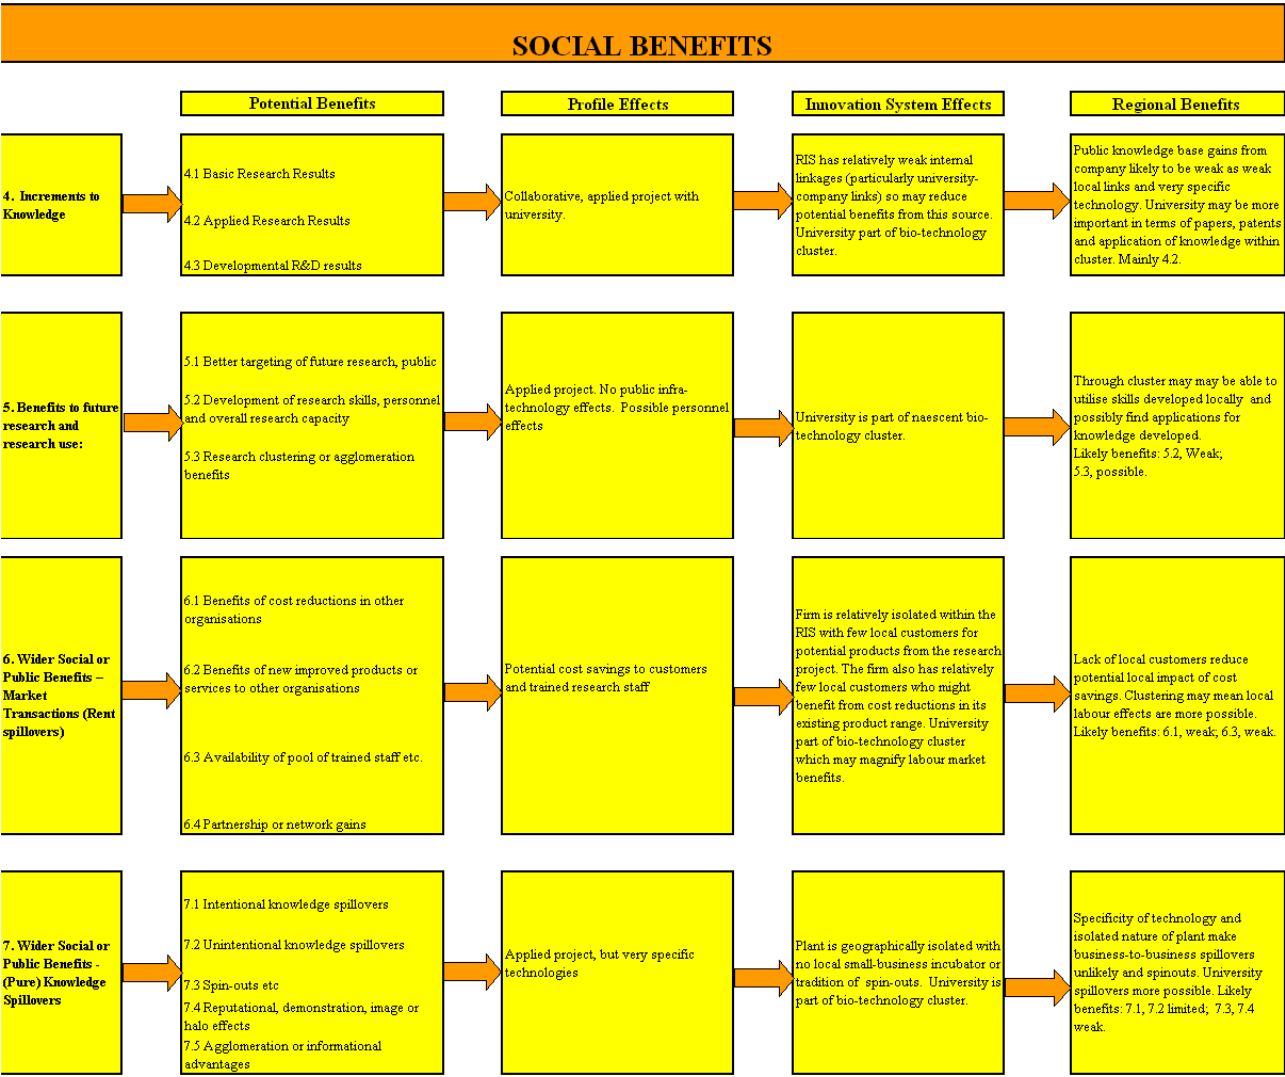 SOCIAL BENEFITS
Potential Benefits
Profile Effects
Innovation System Effects
Regional Benefits
4. Increments to
Knowledge
4.1 Basic Research Results
4.2 Applied Research Results
4.3 Developmental R&D results
Collaborative, applied project with
university.
RIS has relatively weak internal
linkages (particularly university-
company links) so may reduce
potential benefits from this source.
University part of bio-technology
cluster.
Public knowledge base gains from
company likely to be weak as weak
local links and very specific
technology. University may be more
important in terms of papers, patents
and application of knowledge within
cluster. Mainly 4.2.
5. Benefits to future
research and
research use:
5.1 Better targeting of future research, public
5.2 Development of research skills, personnel
and overall research capacity
5.3 Research clustering or agglomeration
benefits
Applied project. No public infra-
technology effects. Possible personnel
effects
University is part of naescent bio-
technology cluster.
Through cluster may may be able to
utilise skills developed locally and
possibly find applications for
knowledge developed.
Likely benefits: 5.2, Weak;
5.3, possible.
6. Wider Social or
Public Benefits –
Market
Transactions (Rent
spillovers)
6.1 Benefits of cost reductions in other
organisations
6.2 Benefits of new improved products or
services to other organisations
6.3 Availability of pool of trained staff etc.
6.4 Partnership or network gains
Potential cost savings to customers
and trained research staff
Firm is relatively isolated within the
RIS with few local customers for
potential products from the research
project. The firm also has relatively
few local customers who might
benefit from cost reductions in its
existing product range. University
part of bio-technology cluster
which may magnify labour market
benefits.
Lack of local customers reduce
potential local impact of cost
savings. Clustering may mean local
labour effects are more possible.
Likely benefits: 6.1, weak; 6.3, weak.
7. Wider Social or
Public Benefits -
(Pure) Knowledge
Spillovers
7.1 Intentional knowledge spillovers
7.2 Unintentional knowledge spillovers
7.3 Spin-outs etc
7.4 Reputational, demonstration, image or
halo effects
7.5 Agglomeration or informational
advantages
Applied project, but very specific
technologies
Plant is geographically isolated with
no local small-business incubator or
tradition of spin-outs. University is
part of bio-technology cluster.
Specificity of technology and
isolated nature of plant make
business-to-business spillovers
unlikely and spinouts. University
spillovers more possible. Likely
benefits: 7.1, 7.2 limited; 7.3, 7.4
weak.